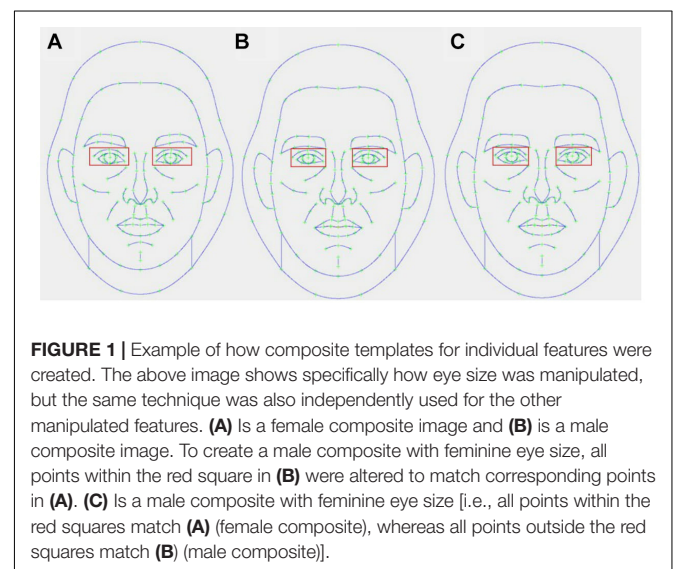 A B C
FIGURE 1 | Example of how composite templates for individual features were
created. The above image shows specifically how eye size was manipulated,
but the same technique was also independently used for the other
manipulated features. (A) Is a female composite image and (B) is a male
composite image. To create a male composite with feminine eye size, all
points within the red square in (B) were altered to match corresponding points
in (A). (C) Is a male composite with feminine eye size [i.e., all points within the
red squares match (A) (female composite), whereas all points outside the red
squares match (B) (male composite)].